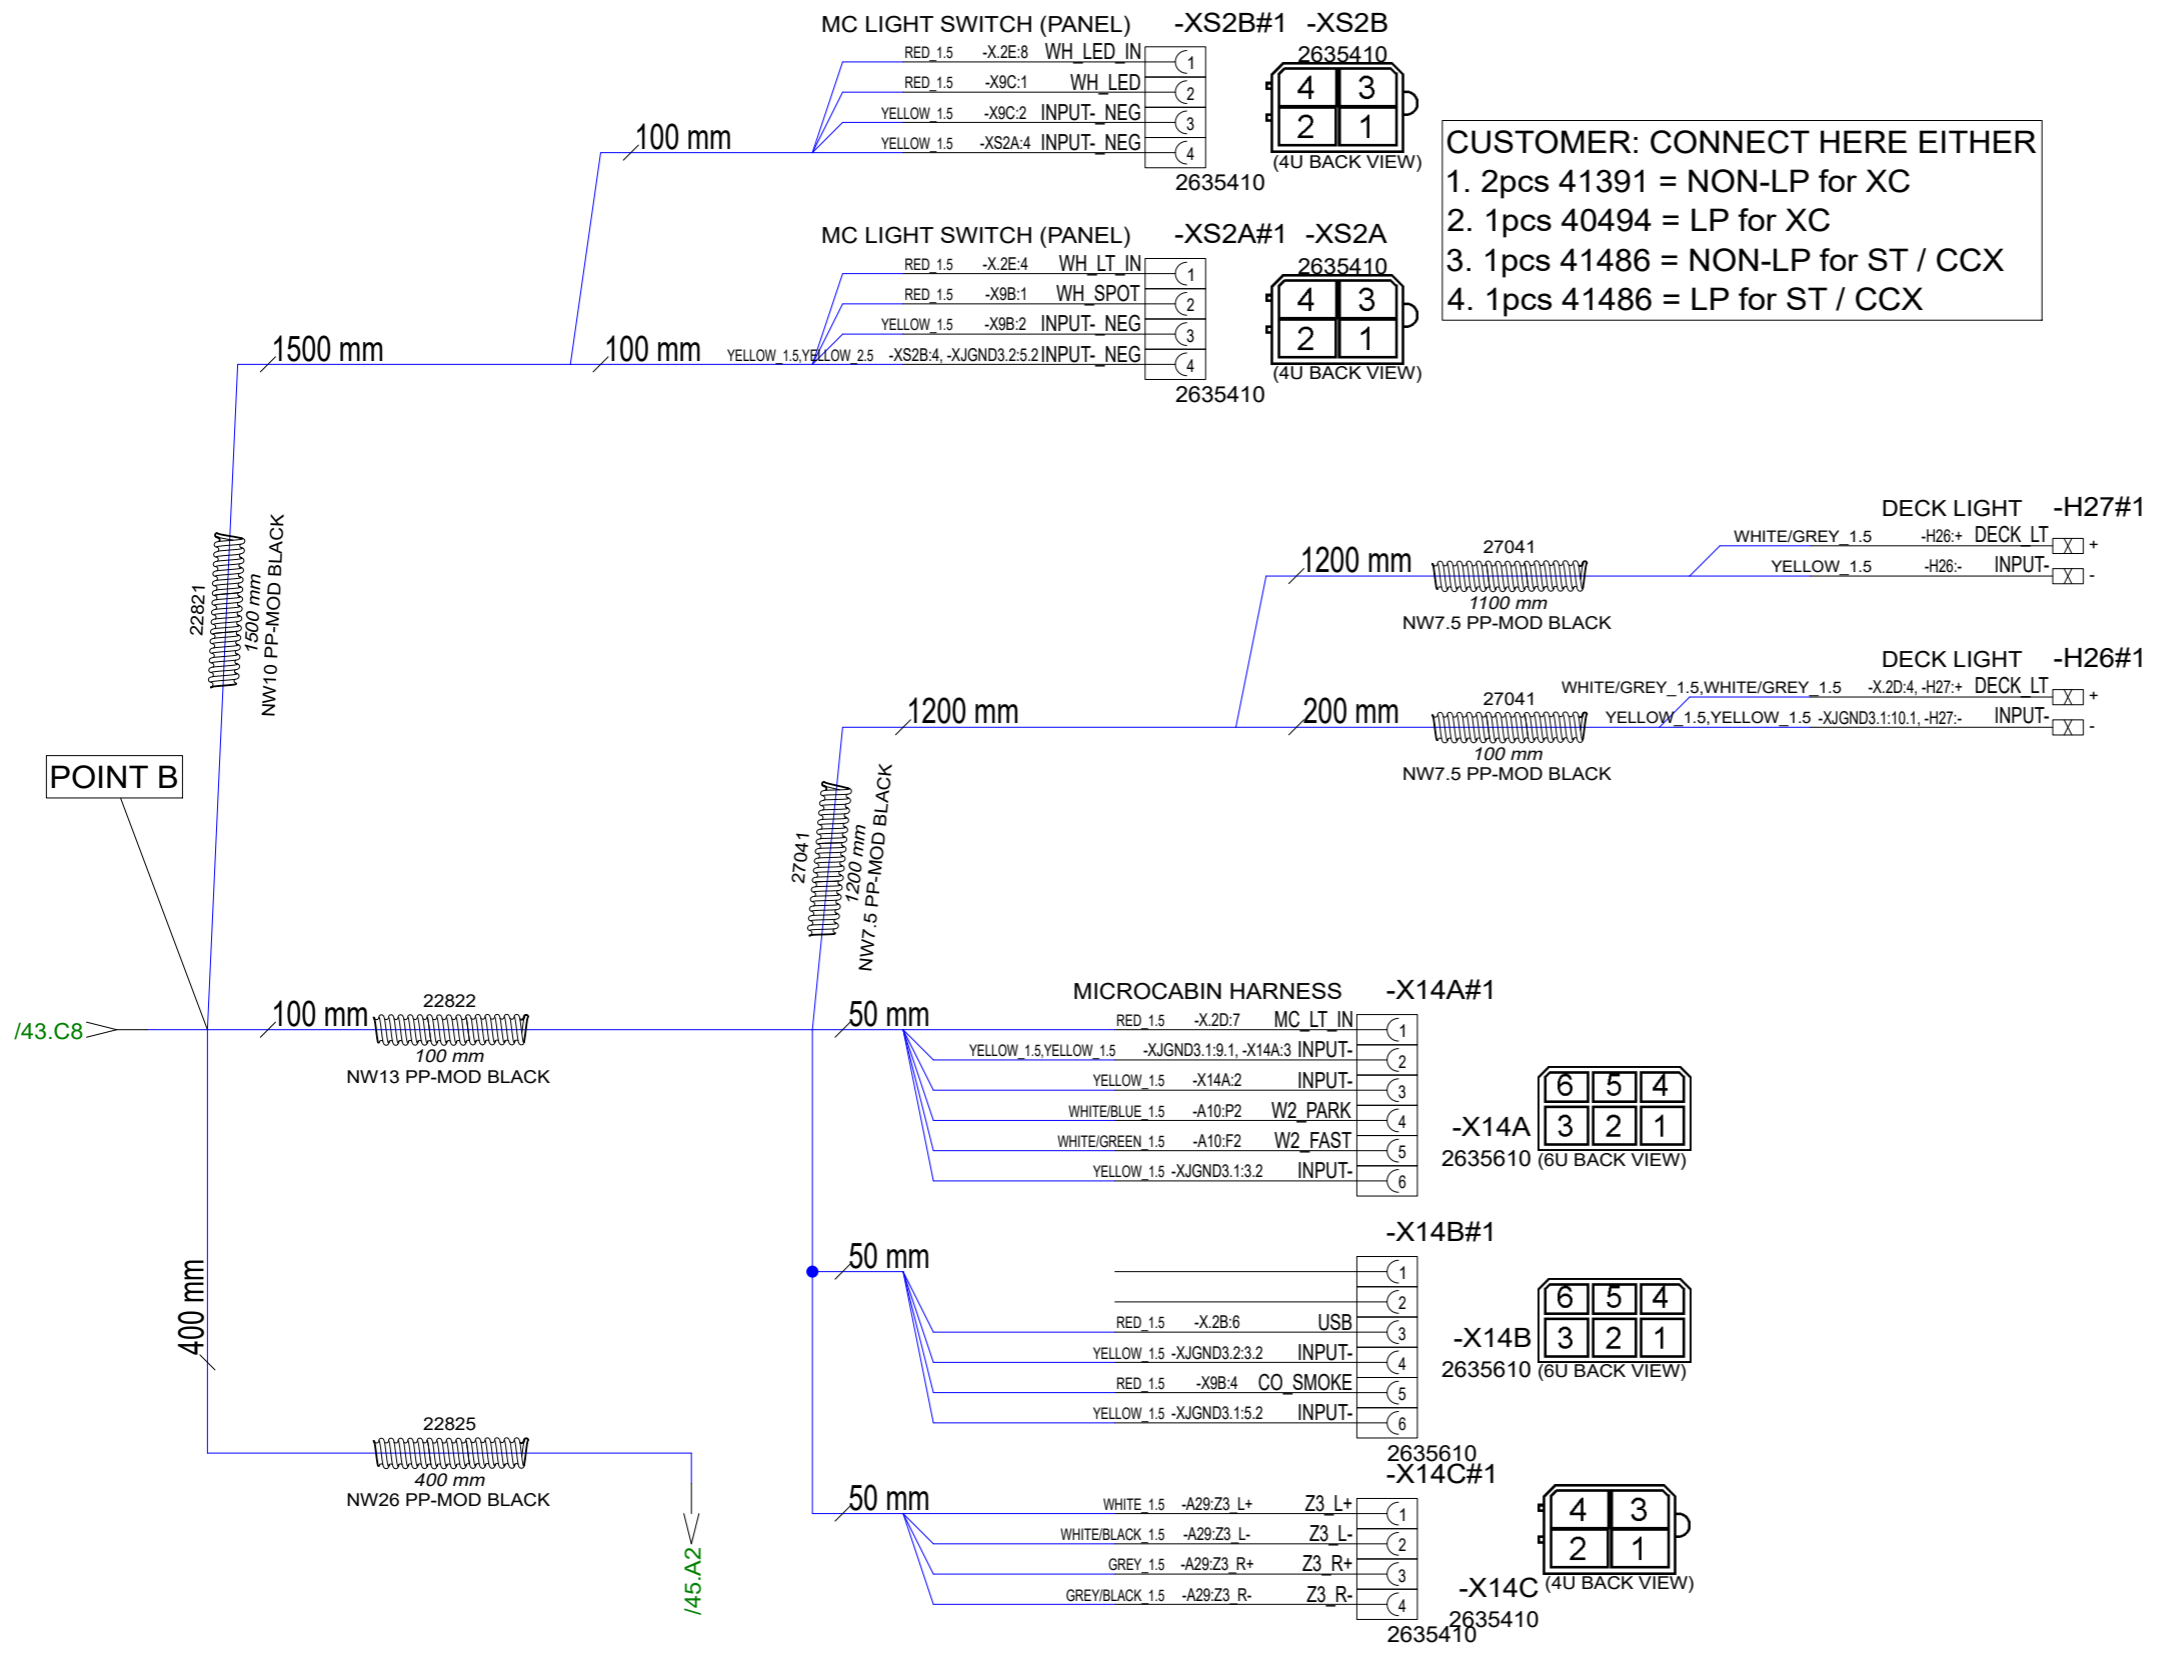 MC LIGHT SWITCH (PANEL) -XS2B#1 -XS2B
2635410
RED_1.5 -X.2E:8 WH_LED_IN 1
RED_1.5 -X9C:1 WH_LED 2
YELLOW_1.5 -X9C:2 INPUT-_NEG 3
YELLOW_1.5 -XS2A:4 INPUT-_NEG 4
2635410
4 3
2 1
(4U BACK VIEW)
100 mm
CUSTOMER: CONNECT HERE EITHER
1. 2pcs 41391 = NON-LP for XC
2. 1pcs 40494 = LP for XC
3. 1pcs 41486 = NON-LP for ST / CCX
4. 1pcs 41486 = LP for ST / CCX
MC LIGHT SWITCH (PANEL) -XS2A#1 -XS2A
2635410
RED_1.5 -X.2E:4 WH_LT_IN 1
RED_1.5 -X9B:1 WH_SPOT 2
YELLOW_1.5 -X9B:2 INPUT-_NEG 3
YELLOW_1.5,YELLOW_2.5 -XS2B:4, -XJGND3.2:5.2 INPUT-_NEG 4
2635410
4 3
2 1
(4U BACK VIEW)
1500 mm
100 mm
22821
1500 mm
NW10 PP-MOD BLACK
DECK LIGHT -H27#1
WHITE/GREY_1.5 -H26:+ DECK_LT X +
YELLOW_1.5 -H26:- INPUT- X -
1200 mm
27041
1100 mm
NW7.5 PP-MOD BLACK
DECK LIGHT -H26#1
WHITE/GREY_1.5,WHITE/GREY_1.5 -X.2D:4, -H27:+ DECK_LT X +
YELLOW_1.5,YELLOW_1.5 -XJGND3.1:10.1, -H27:- INPUT- X -
1200 mm
200 mm
27041
100 mm
NW7.5 PP-MOD BLACK
POINT B
27041
1200 mm
NW7.5 PP-MOD BLACK
/43.C8
100 mm
22822
100 mm
NW13 PP-MOD BLACK
50 mm
MICROCABIN HARNESS -X14A#1
RED_1.5 -X.2D:7 MC_LT_IN 1
YELLOW_1.5,YELLOW_1.5 -XJGND3.1:9.1, -X14A:3 INPUT- 2
YELLOW_1.5 -X14A:2 INPUT- 3
WHITE/BLUE_1.5 -A10:P2 W2_PARK 4
WHITE/GREEN_1.5 -A10:F2 W2_FAST 5
YELLOW_1.5 -XJGND3.1:3.2 INPUT- 6
6 5 4
3 2 1
-X14A
2635610 (6U BACK VIEW)
50 mm
-X14B#1
1
2
RED_1.5 -X.2B:6 USB 3
YELLOW_1.5 -XJGND3.2:3.2 INPUT- 4
RED_1.5 -X9B:4 CO_SMOKE 5
YELLOW_1.5 -XJGND3.1:5.2 INPUT- 6
2635610
6 5 4
3 2 1
-X14B
2635610 (6U BACK VIEW)
400 mm
22825
400 mm
NW26 PP-MOD BLACK
/45.A2
50 mm
-X14C#1
WHITE_1.5 -A29:Z3_L+ Z3_L+ 1
WHITE/BLACK_1.5 -A29:Z3_L- Z3_L- 2
GREY_1.5 -A29:Z3_R+ Z3_R+ 3
GREY/BLACK_1.5 -A29:Z3_R- Z3_R- 4
2635410
4 3
2 1
-X14C (4U BACK VIEW)
2635410